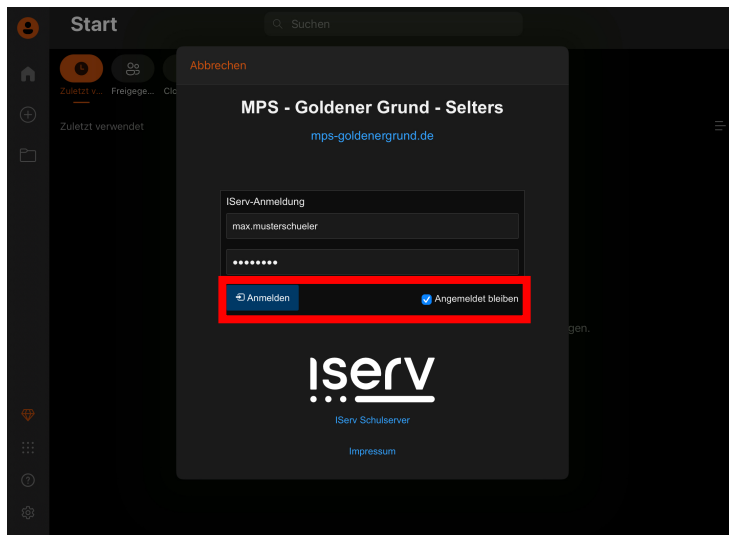 Start
Suchen
Abbrechen
Zuletzt v...
Freigege...
Clo
Zuletzt verwendet
MPS - Goldener Grund - Selters
mps-goldenergrund.de
IServ-Anmeldung
max.musterschueler
••••••••
Anmelden
Angemeldet bleiben
gen.
IServ
IServ Schulserver
Impressum